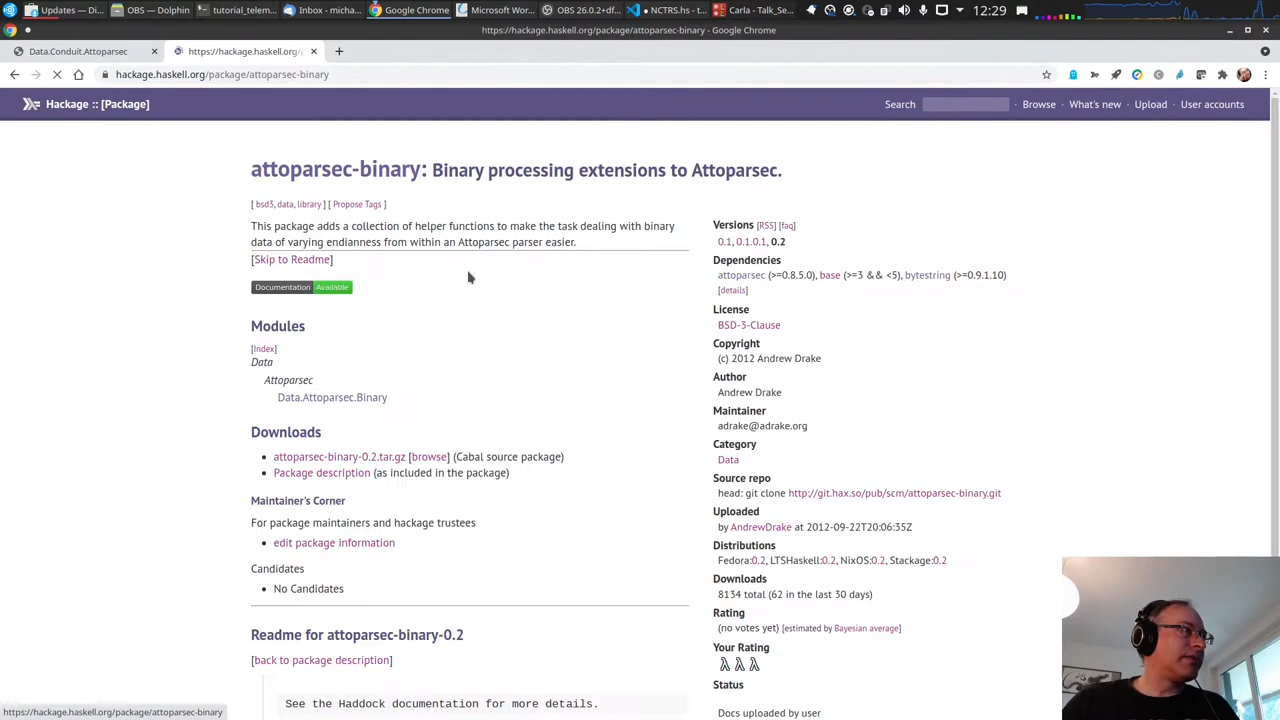 Updates — Di…
OBS — Dolphin
tutorial_telem…
Inbox - micha…
Google Chrome
Microsoft Wor…
OBS 26.0.2+df…
NCTRS.hs - t…
Carla - Talk_Se…
12:29
https://hackage.haskell.org/package/attoparsec-binary - Google Chrome
Data.Conduit.Attoparsec
https://hackage.haskell.org/p
hackage.haskell.org/package/attoparsec-binary
Hackage :: [Package]
Search · Browse · What's new · Upload · User accounts
attoparsec-binary: Binary processing extensions to Attoparsec.
[ bsd3, data, library ] [ Propose Tags ]
This package adds a collection of helper functions to make the task dealing with binary
data of varying endianness from within an Attoparsec parser easier.
[Skip to Readme]
Documentation Available
Modules
[Index]
Data
Attoparsec
Data.Attoparsec.Binary
Downloads
• attoparsec-binary-0.2.tar.gz [browse] (Cabal source package)
• Package description (as included in the package)
Maintainer's Corner
For package maintainers and hackage trustees
• edit package information
Candidates
• No Candidates
Readme for attoparsec-binary-0.2
[back to package description]
See the Haddock documentation for more details.
Versions [RSS] [faq]
0.1, 0.1.0.1, 0.2
Dependencies
attoparsec (>=0.8.5.0), base (>=3 && <5), bytestring (>=0.9.1.10)
[details]
License
BSD-3-Clause
Copyright
(c) 2012 Andrew Drake
Author
Andrew Drake
Maintainer
adrake@adrake.org
Category
Data
Source repo
head: git clone http://git.hax.so/pub/scm/attoparsec-binary.git
Uploaded
by AndrewDrake at 2012-09-22T20:06:35Z
Distributions
Fedora:0.2, LTSHaskell:0.2, NixOS:0.2, Stackage:0.2
Downloads
8134 total (62 in the last 30 days)
Rating
(no votes yet) [estimated by Bayesian average]
Your Rating
λ λ λ
Status
Docs uploaded by user
https://hackage.haskell.org/package/attoparsec-binary